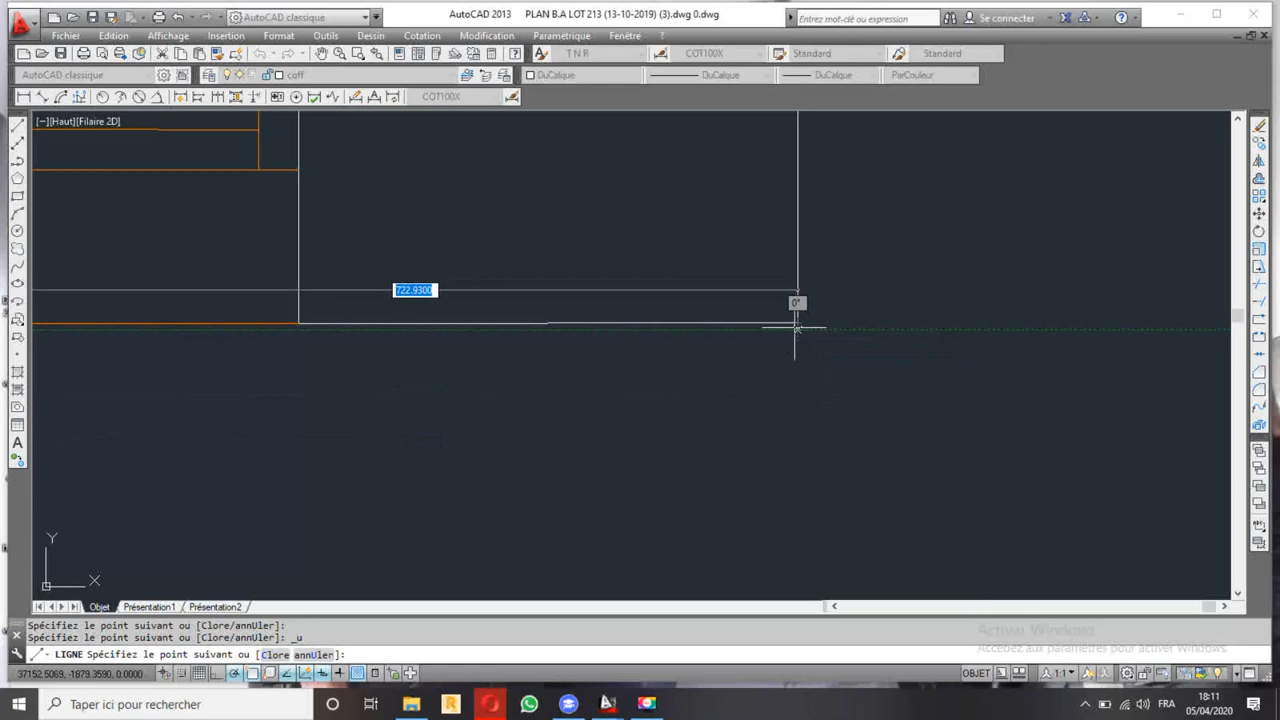 AutoCAD classique
AutoCAD 2013 PLAN B.A LOT 213 (13-10-2019) (3).dwg 0.dwg
Entrez mot-clé ou expression
Se connecter
Fichier Edition Affichage Insertion Format Outils Dessin Cotation Modification Paramétrique Fenêtre ?
T N R COT100X Standard Standard
AutoCAD classique coff DuCalque DuCalque DuCalque ParCouleur
COT100X
[−][Haut][Filaire 2D]
722.9300
0°
Y
X
Objet Présentation1 Présentation2
Spécifiez le point suivant ou [Clore/annUler]:
Spécifiez le point suivant ou [Clore/annUler]: _u
LIGNE Spécifiez le point suivant ou [Clore annUler]:
Activer Windows
Accédez aux paramètres pour activer Windows.
37152.5069, -1879.3590, 0.0000 OBJET 1:1
Taper ici pour rechercher
FRA
18:11
05/04/2020